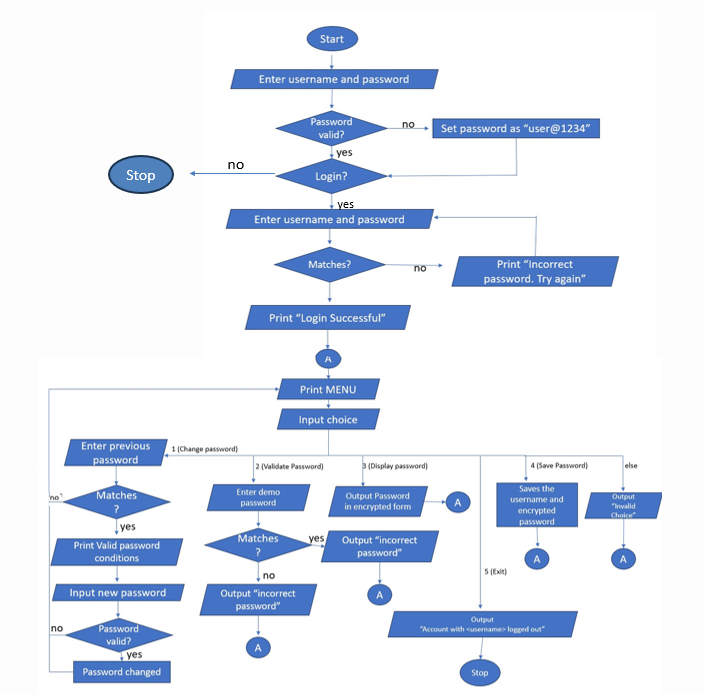 Start
Enter username and password
Password
valid?
no
Set password as “user@1234”
yes
Stop
no
Login?
yes
Enter username and password
Matches?
no
Print “Incorrect
password. Try again”
Print “Login Successful”
A
Print MENU
Input choice
Enter previous
password
1 (Change password)
2 (Validate Password)
3 (Display password)
4 (Save Password)
else
no
Matches
?
yes
Print Valid password
conditions
Input new password
no
Password
valid?
yes
Password changed
Enter demo
password
Matches
?
yes
Output “incorrect
password”
A
no
Output “incorrect
password”
A
Output Password
in encrypted form
A
Saves the
username and
encrypted
password
A
Output
“Invalid
Choice”
A
5 (Exit)
Output
“Account with <username> logged out”
Stop